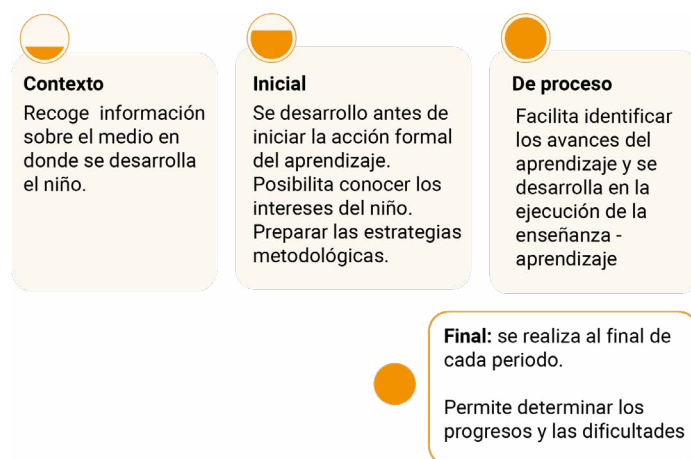 Contexto
Recoge información
sobre el medio en
donde se desarrolla
el niño.
Inicial
Se desarrollo antes de
iniciar la acción formal
del aprendizaje.
Posibilita conocer los
intereses del niño.
Preparar las estrategias
metodológicas.
De proceso
Facilita identificar
los avances del
aprendizaje y se
desarrolla en la
ejecución de la
enseñanza -
aprendizaje
Final: se realiza al final de
cada periodo.
Permite determinar los
progresos y las dificultades